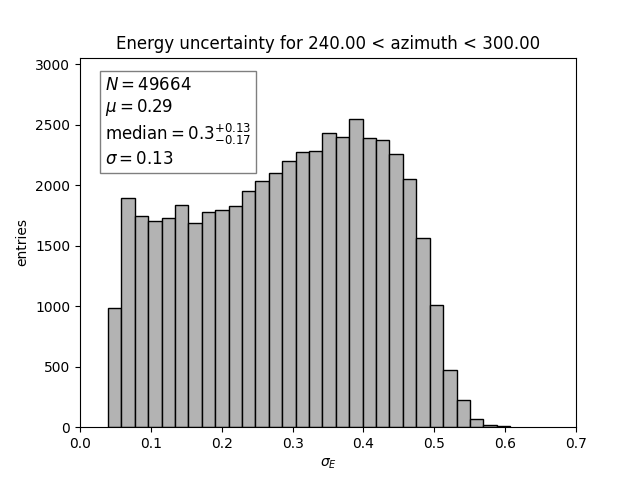 Energy uncertainty for 240.00 < azimuth < 300.00
3000
2500
2000
1500
1000
500
0
entries
N = 49664
μ = 0.29
median = 0.3^{+0.13}_{-0.17}
σ = 0.13
0.0 0.1 0.2 0.3 0.4 0.5 0.6 0.7
σ_E